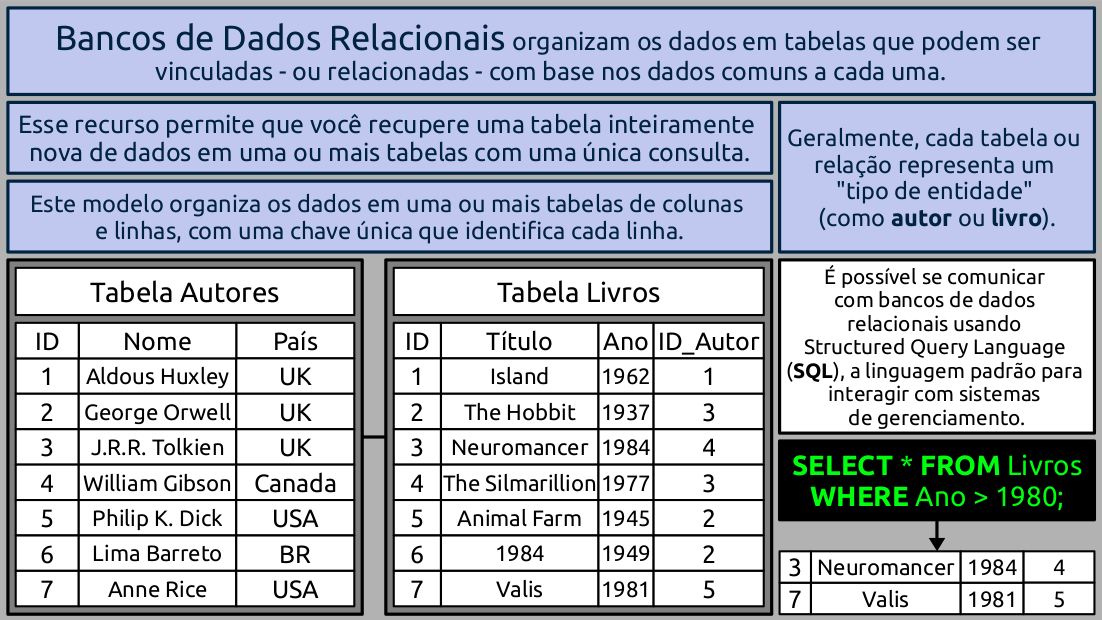 Bancos de Dados Relacionais organizam os dados em tabelas que podem ser
vinculadas - ou relacionadas - com base nos dados comuns a cada uma.
Esse recurso permite que você recupere uma tabela inteiramente
nova de dados em uma ou mais tabelas com uma única consulta.
Este modelo organiza os dados em uma ou mais tabelas de colunas
e linhas, com uma chave única que identifica cada linha.
Geralmente, cada tabela ou
relação representa um
"tipo de entidade"
(como autor ou livro).
Tabela Autores
ID Nome País
1 Aldous Huxley UK
2 George Orwell UK
3 J.R.R. Tolkien UK
4 William Gibson Canada
5 Philip K. Dick USA
6 Lima Barreto BR
7 Anne Rice USA
Tabela Livros
ID Título Ano ID_Autor
1 Island 1962 1
2 The Hobbit 1937 3
3 Neuromancer 1984 4
4 The Silmarillion 1977 3
5 Animal Farm 1945 2
6 1984 1949 2
7 Valis 1981 5
É possível se comunicar
com bancos de dados
relacionais usando
Structured Query Language
(SQL), a linguagem padrão para
interagir com sistemas
de gerenciamento.
SELECT * FROM Livros
WHERE Ano > 1980;
3 Neuromancer 1984 4
7 Valis 1981 5